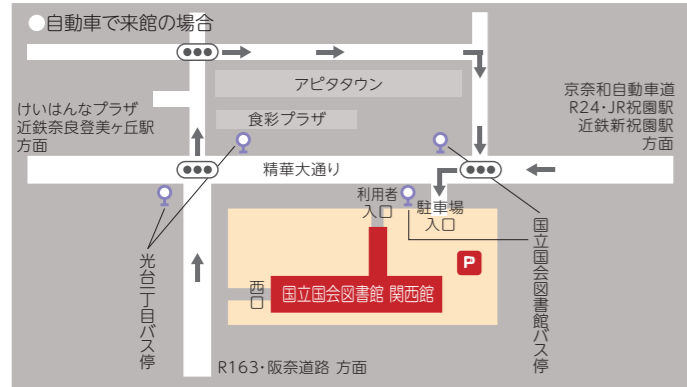 ●自動車で来館の場合
アピタタウン
食彩プラザ
けいはんなプラザ
近鉄奈良登美ヶ丘駅
方面
京奈和自動車道
R24・JR祝園駅
近鉄新祝園駅
方面
精華大通り
利用者
入口
駐車場
入口
P
西口
国立国会図書館 関西館
光台一丁目バス停
国立国会図書館バス停
R163・阪奈道路 方面